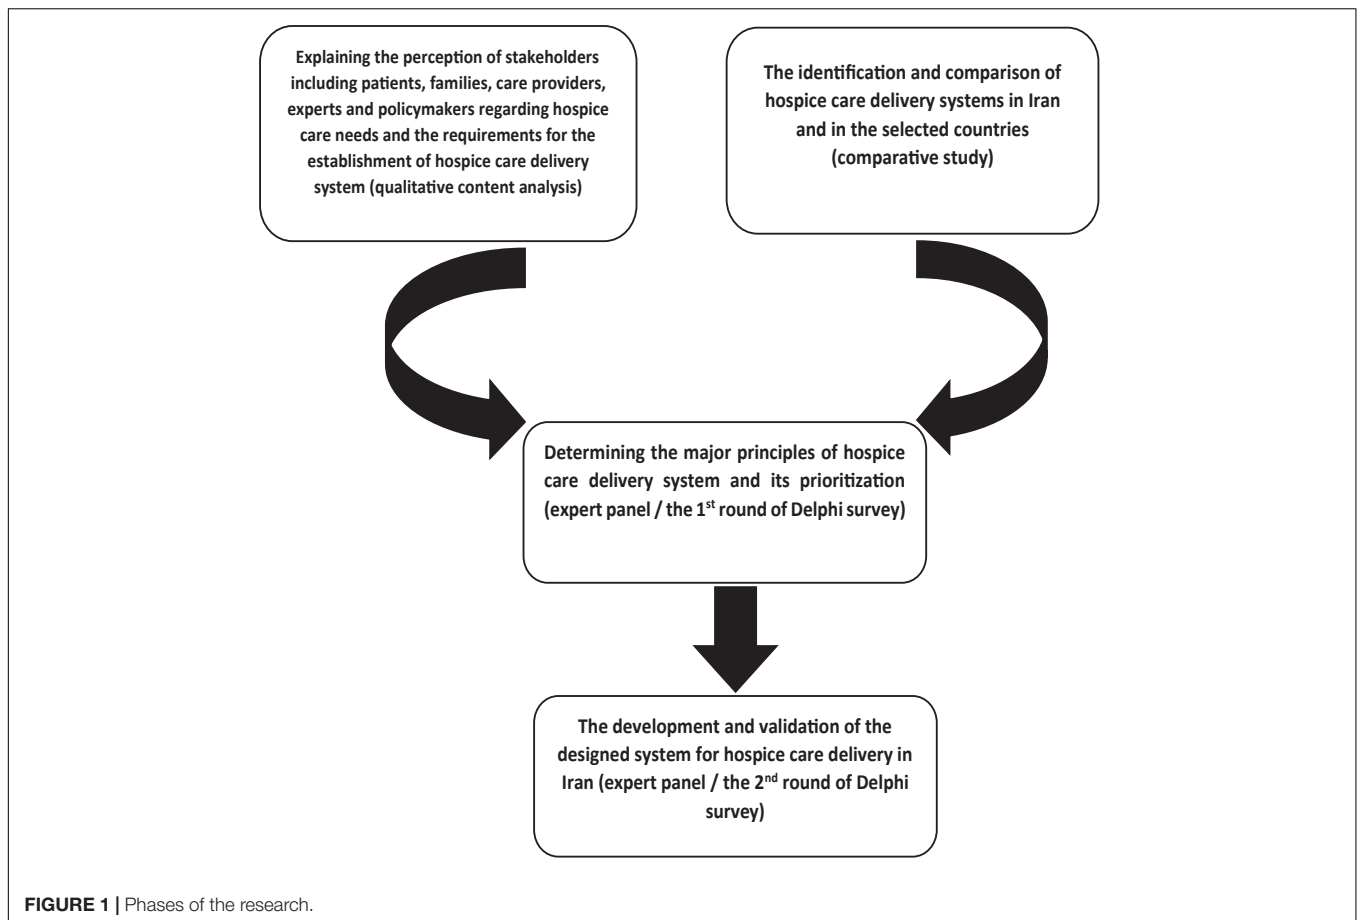 Explaining the perception of stakeholders
including patients, families, care providers,
experts and policymakers regarding hospice
care needs and the requirements for the
establishment of hospice care delivery
system (qualitative content analysis)
The identification and comparison of
hospice care delivery systems in Iran
and in the selected countries
(comparative study)
Determining the major principles of hospice
care delivery system and its prioritization
(expert panel / the 1st round of Delphi survey)
The development and validation of the
designed system for hospice care delivery in
Iran (expert panel / the 2nd round of Delphi
survey)
FIGURE 1 | Phases of the research.